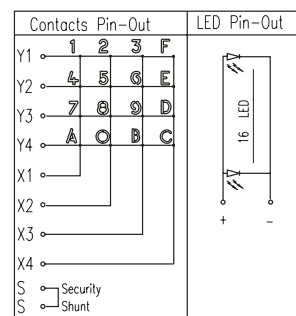 Contacts Pin-Out
LED Pin-Out
1 2 3 F
Y1
4 5 6 E
Y2
7 8 9 D
Y3
A 0 B C
Y4
X1
X2
X3
X4
S Security
S Shunt
16 LED
+ -